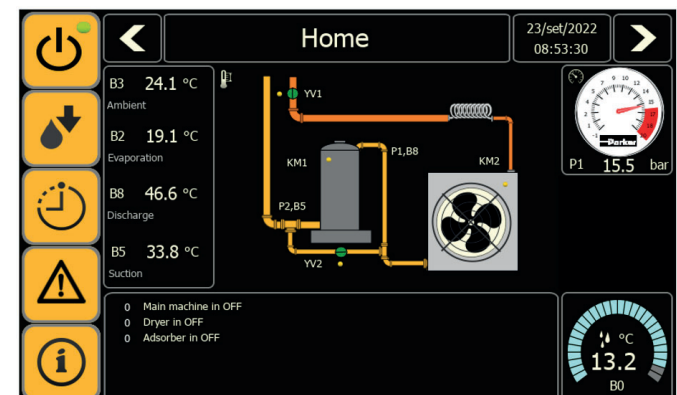 Home
23/set/2022
08:53:30
B3 24.1 °C
Ambient
B2 19.1 °C
Evaporation
B8 46.6 °C
Discharge
B5 33.8 °C
Suction
YV1
KM1
P1,B8
KM2
P2,B5
YV2
Parker
P1 15.5 bar
0 Main machine in OFF
0 Dryer in OFF
0 Adsorber in OFF
°C
13.2
B0